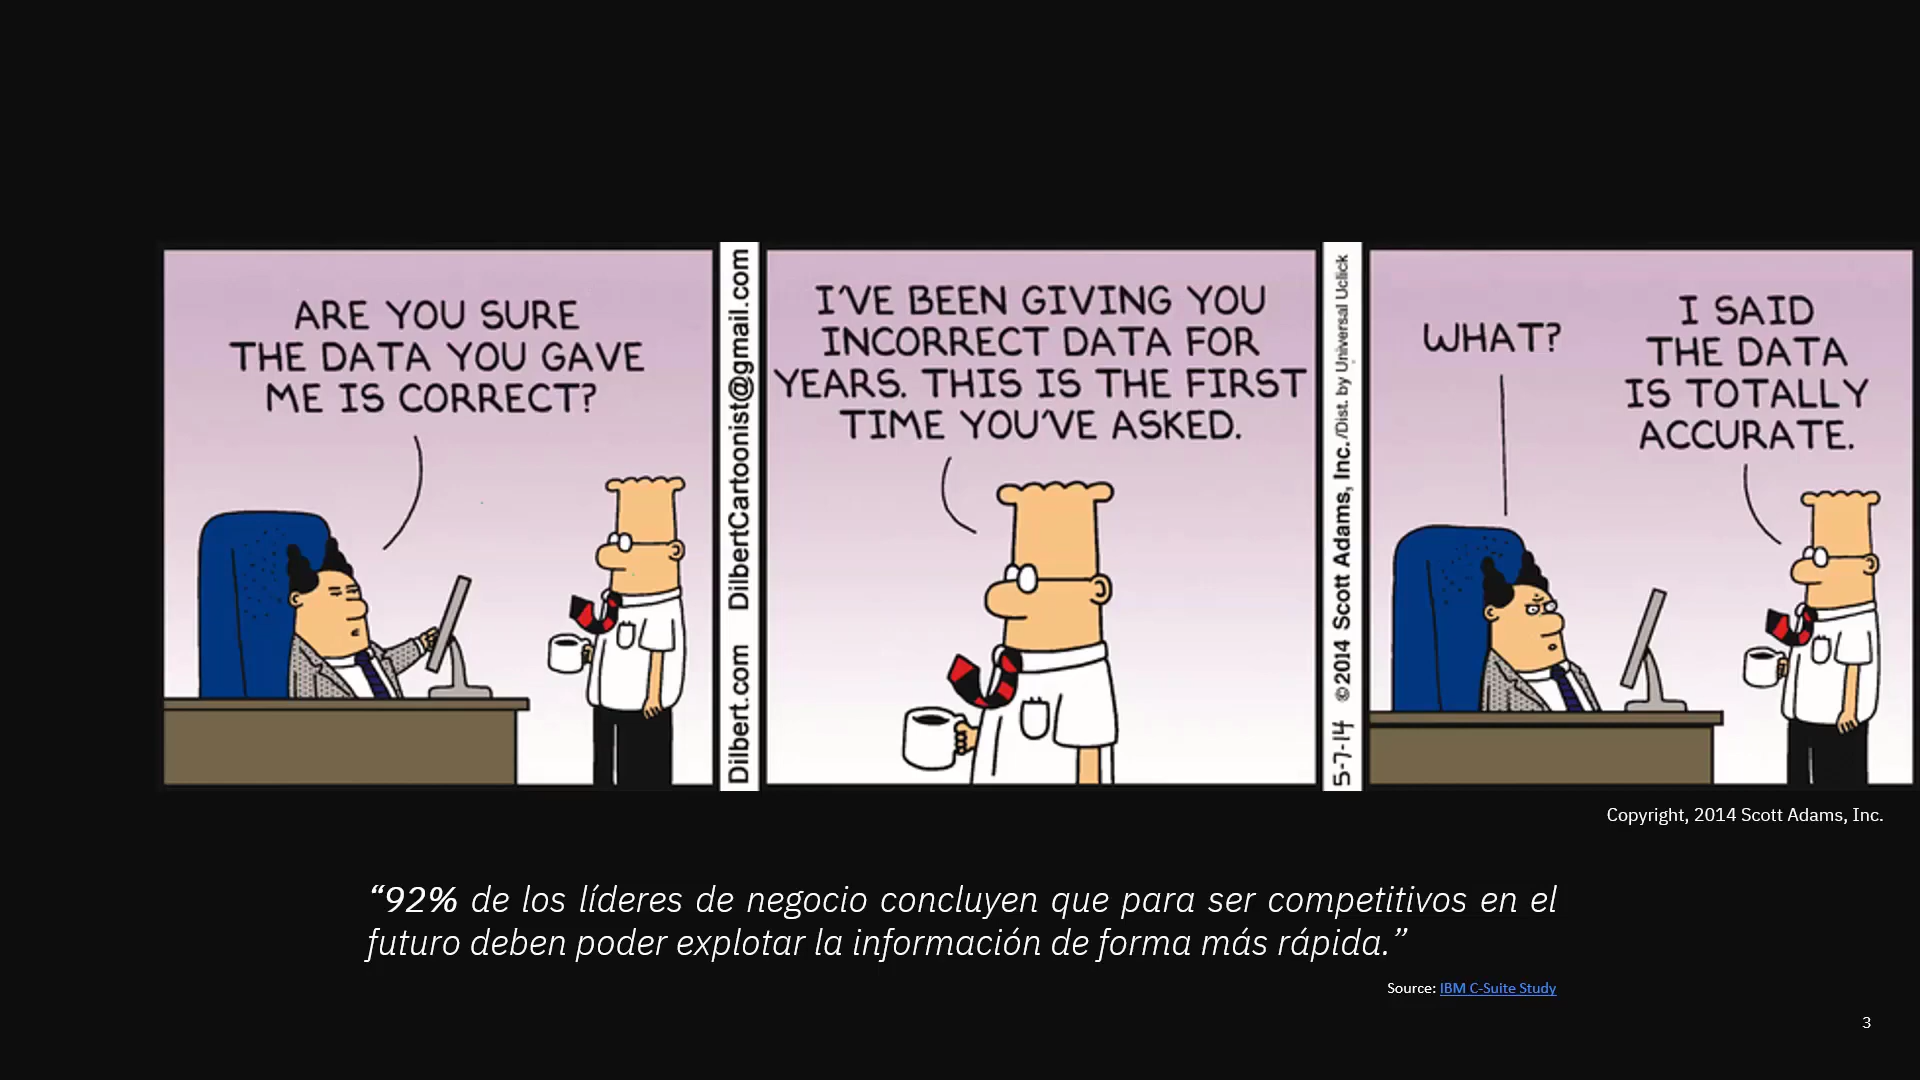 ARE YOU SURE
THE DATA YOU GAVE
ME IS CORRECT?
Dilbert.com DilbertCartoonist@gmail.com
I'VE BEEN GIVING YOU
INCORRECT DATA FOR
YEARS. THIS IS THE FIRST
TIME YOU'VE ASKED.
5-7-14 ©2014 Scott Adams, Inc. /Dist. by Universal Uclick
WHAT?
I SAID
THE DATA
IS TOTALLY
ACCURATE.
Copyright, 2014 Scott Adams, Inc.
“92% de los líderes de negocio concluyen que para ser competitivos en el
futuro deben poder explotar la información de forma más rápida.”
Source: IBM C-Suite Study
3